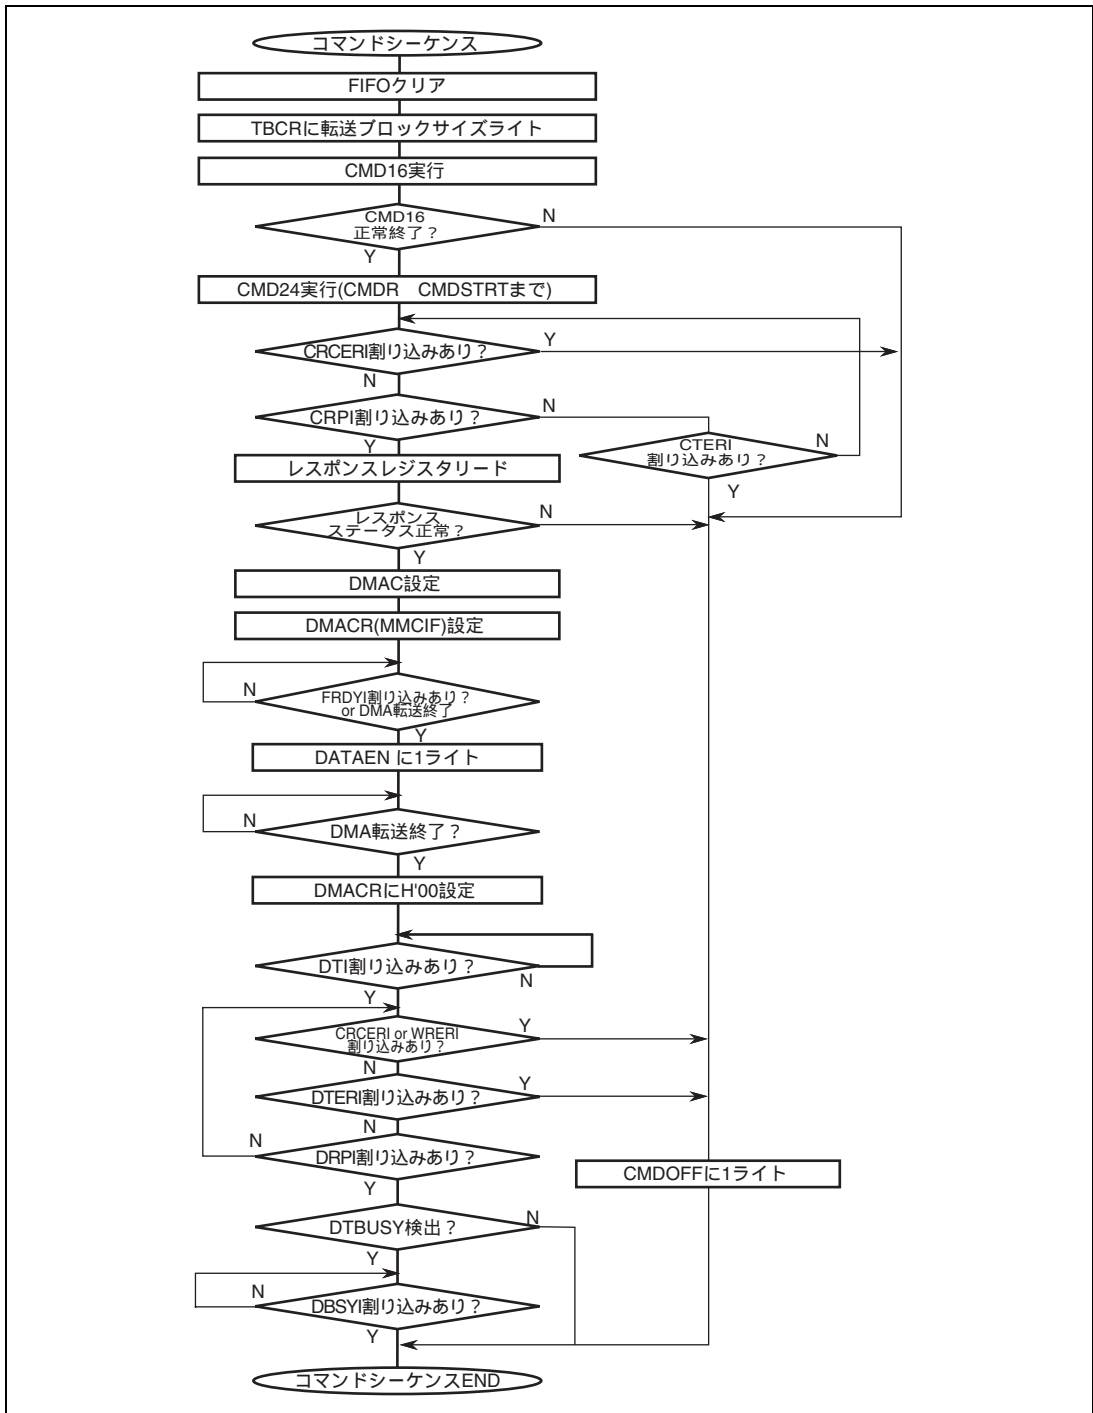 コマンドシーケンス
FIFOクリア
TBCRに転送ブロックサイズライト
CMD16実行
CMD16
正常終了？
N
Y
CMD24実行(CMDR　CMDSTRTまで)
CRCERI割り込みあり？
Y
N
CRPI割り込みあり？
N
Y
CTERI
割り込みあり？
N
Y
レスポンスレジスタリード
レスポンス
ステータス正常？
N
Y
DMAC設定
DMACR(MMCIF)設定
N
FRDYI割り込みあり？
or DMA転送終了
Y
DATAEN に1ライト
N
DMA転送終了？
Y
DMACRにH'00設定
DTI割り込みあり？
N
Y
CRCERI or WRERI
割り込みあり？
Y
N
DTERI割り込みあり？
Y
N
N
DRPI割り込みあり？
Y
CMDOFFに1ライト
DTBUSY検出？
N
Y
N
DBSYI割り込みあり？
Y
コマンドシーケンスEND